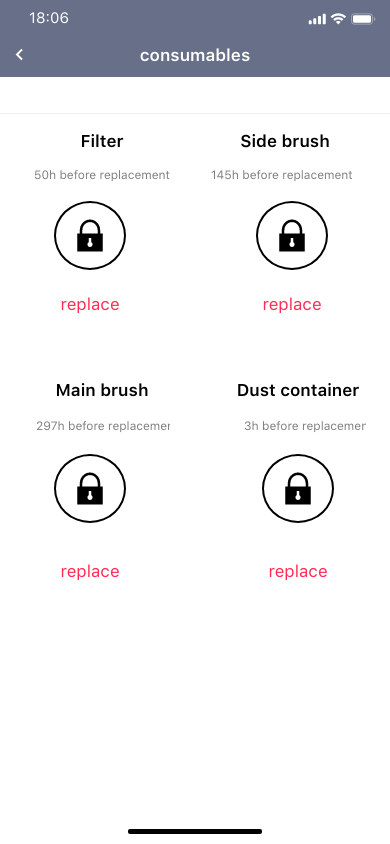 18:06
consumables
Filter
Side brush
50h before replacement
145h before replacement
replace
replace
Main brush
Dust container
297h before replacemer
3h before replacemer
replace
replace